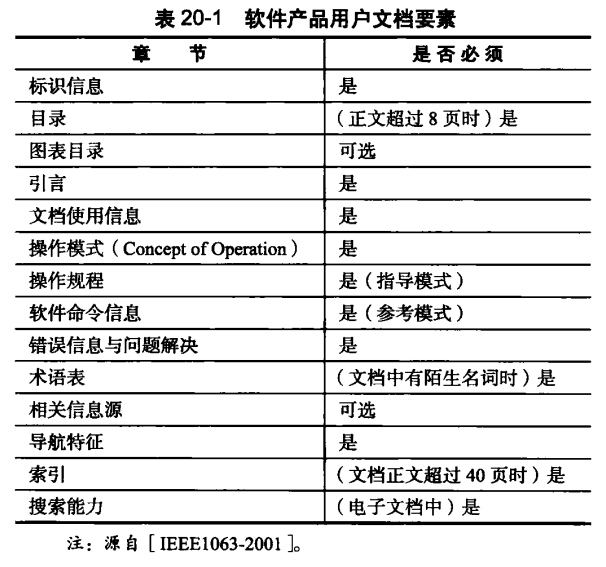 表 20-1 软件产品用户文档要素
章 节 是否必须
标识信息 是
目录 （正文超过 8 页时）是
图表目录 可选
引言 是
文档使用信息 是
操作模式（Concept of Operation） 是
操作规程 是（指导模式）
软件命令信息 是（参考模式）
错误信息与问题解决 是
术语表 （文档中有陌生名词时）是
相关信息源 可选
导航特征 是
索引 （文档正文超过 40 页时）是
搜索能力 （电子文档中）是
注：源自［IEEE1063-2001］。